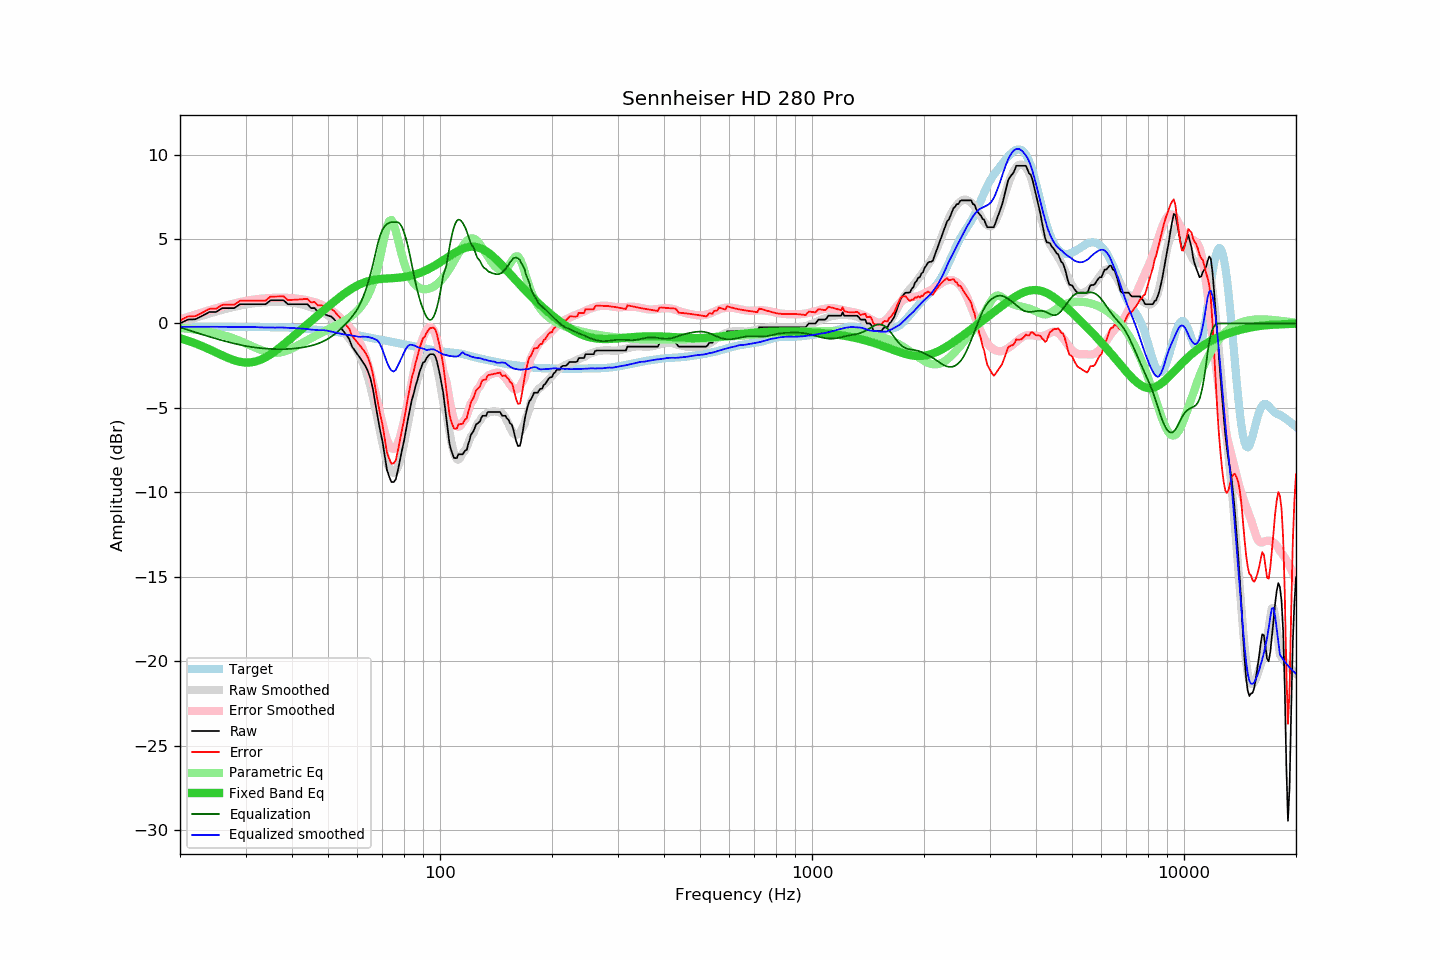 Sennheiser HD 280 Pro
10
5
0
−5
−10
−15
−20
−25
−30
Amplitude (dBr)
Target
Raw Smoothed
Error Smoothed
Raw
Error
Parametric Eq
Fixed Band Eq
Equalization
Equalized smoothed
100 1000 10000
Frequency (Hz)